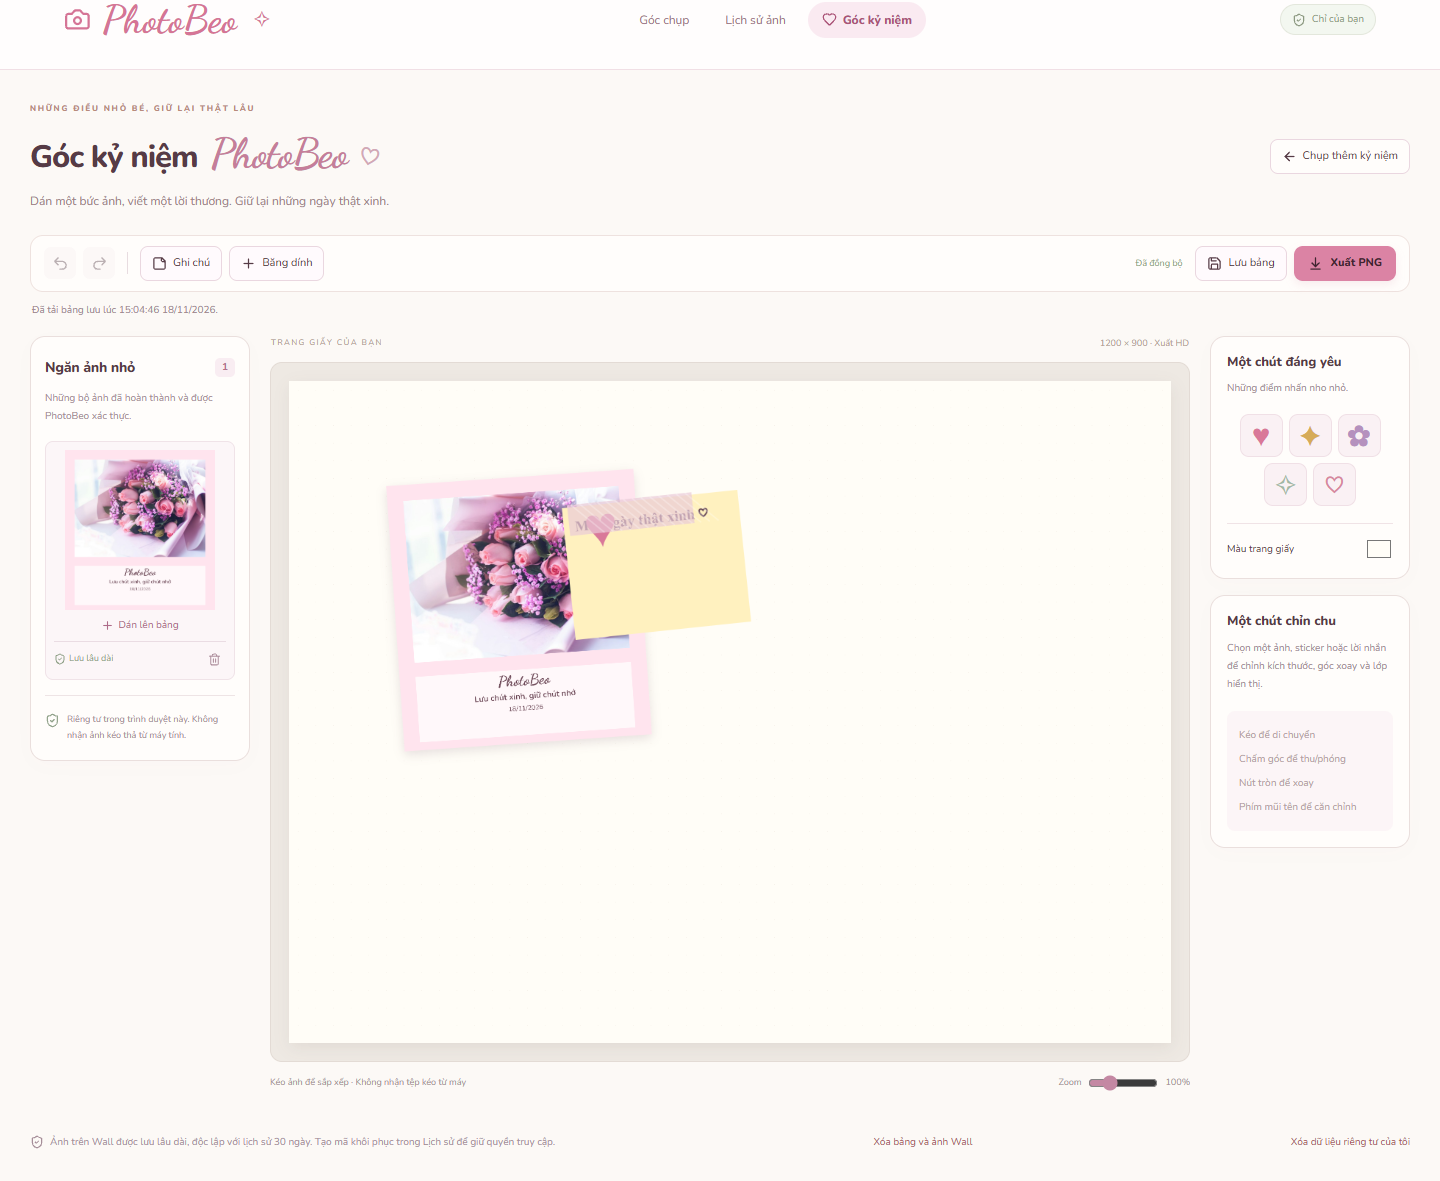 PhotoBeo
Góc chụp
Lịch sử ảnh
Góc kỷ niệm
Chỉ của bạn
NHỮNG ĐIỀU NHỎ BÉ, GIỮ LẠI THẬT LÂU
Góc kỷ niệm PhotoBeo
Chụp thêm kỷ niệm
Dán một bức ảnh, viết một lời thương. Giữ lại những ngày thật xinh.
Ghi chú
Băng dính
Đã đồng bộ
Lưu bảng
Xuất PNG
Đã tải bảng lưu lúc 15:04:46 18/11/2026.
Ngăn ảnh nhỏ
1
Những bộ ảnh đã hoàn thành và được
PhotoBeo xác thực.
PhotoBeo
Lưu chút xinh, giữ chút nhớ
18/11/2026
Dán lên bảng
Lưu lâu dài
Riêng tư trong trình duyệt này. Không
nhận ảnh kéo thả từ máy tính.
TRANG GIẤY CỦA BẠN
1200 × 900 · Xuất HD
ngày thật xinh
PhotoBeo
Lưu chút xinh, giữ chút nhớ
18/11/2026
Kéo ảnh để sắp xếp · Không nhận tệp kéo từ máy
Zoom
100%
Một chút đáng yêu
Những điểm nhấn nho nhỏ.
Màu trang giấy
Một chút chỉn chu
Chọn một ảnh, sticker hoặc lời nhắn
để chỉnh kích thước, góc xoay và lớp
hiển thị.
Kéo để di chuyển
Chấm góc để thu/phóng
Nút tròn để xoay
Phím mũi tên để căn chỉnh
Ảnh trên Wall được lưu lâu dài, độc lập với lịch sử 30 ngày. Tạo mã khôi phục trong Lịch sử để giữ quyền truy cập.
Xóa bảng và ảnh Wall
Xóa dữ liệu riêng tư của tôi